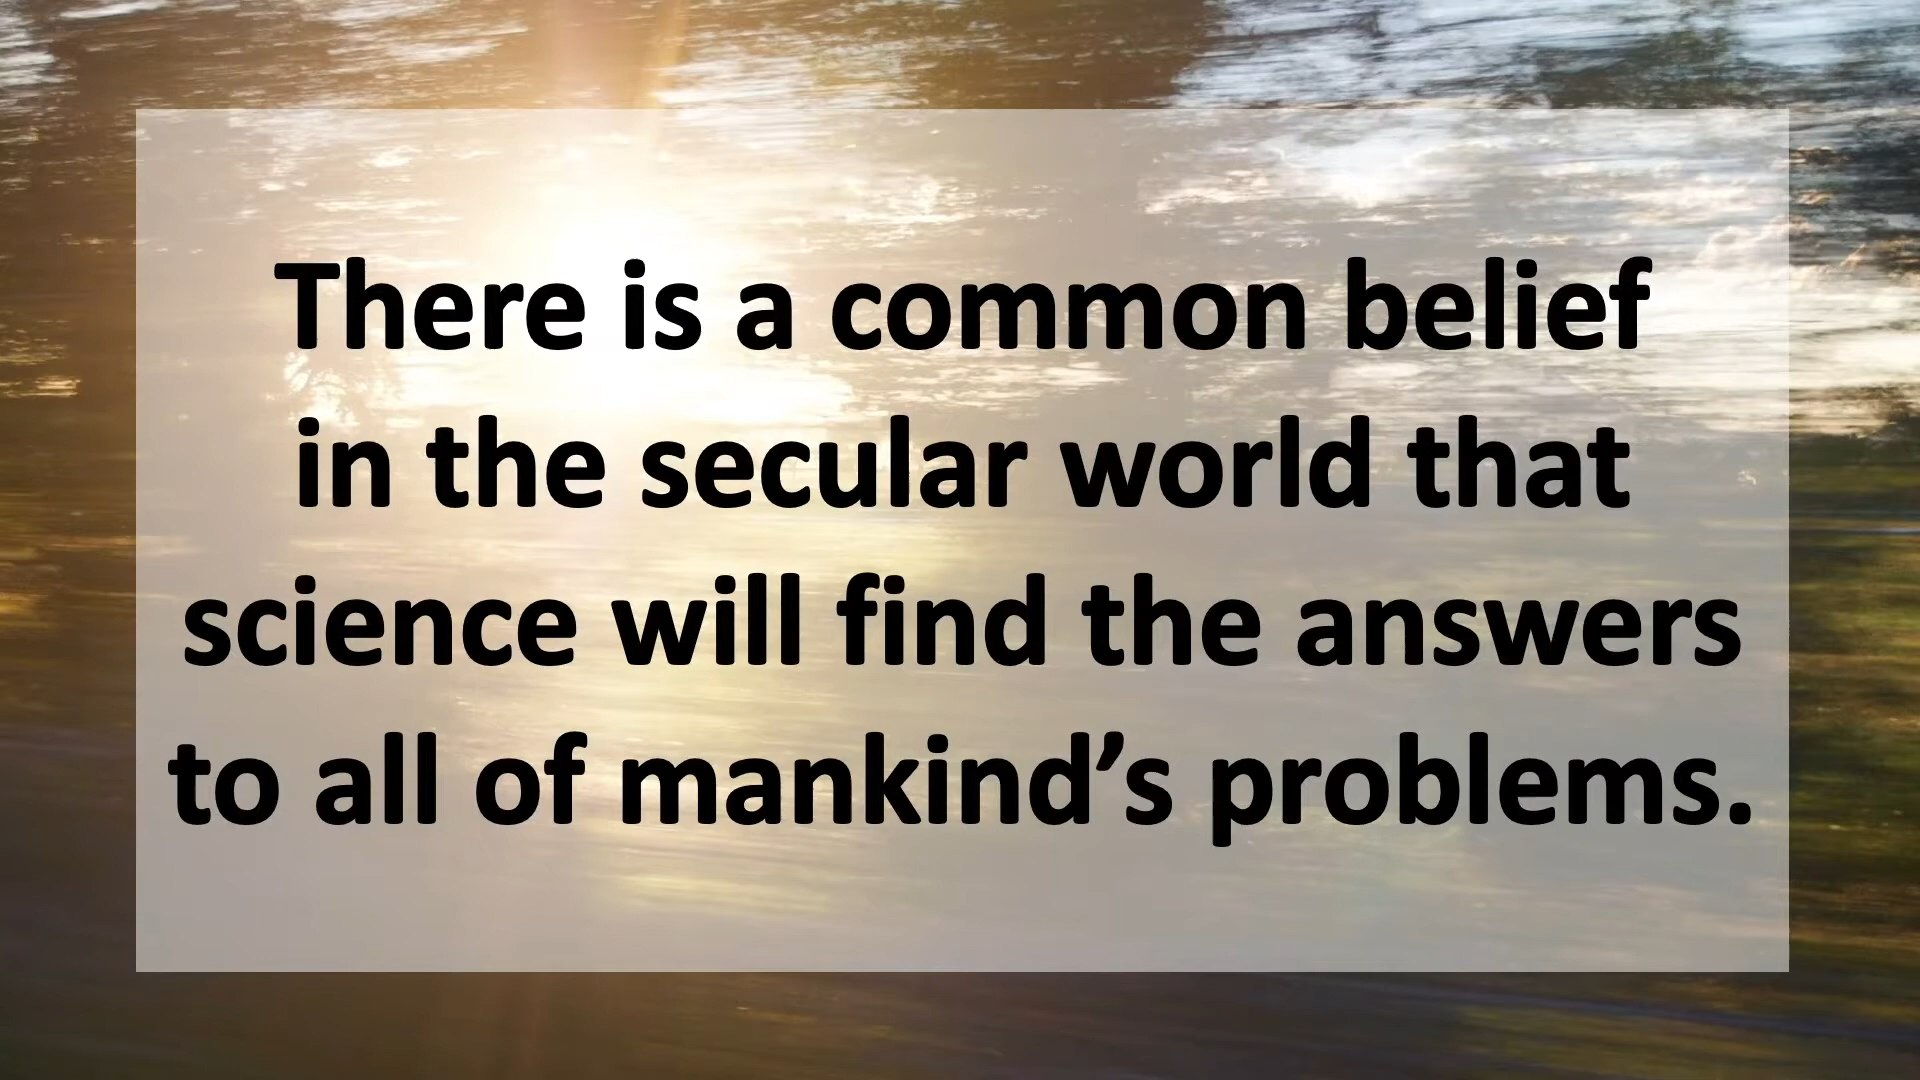 There is a common belief
in the secular world that
science will find the answers
to all of mankind’s problems.